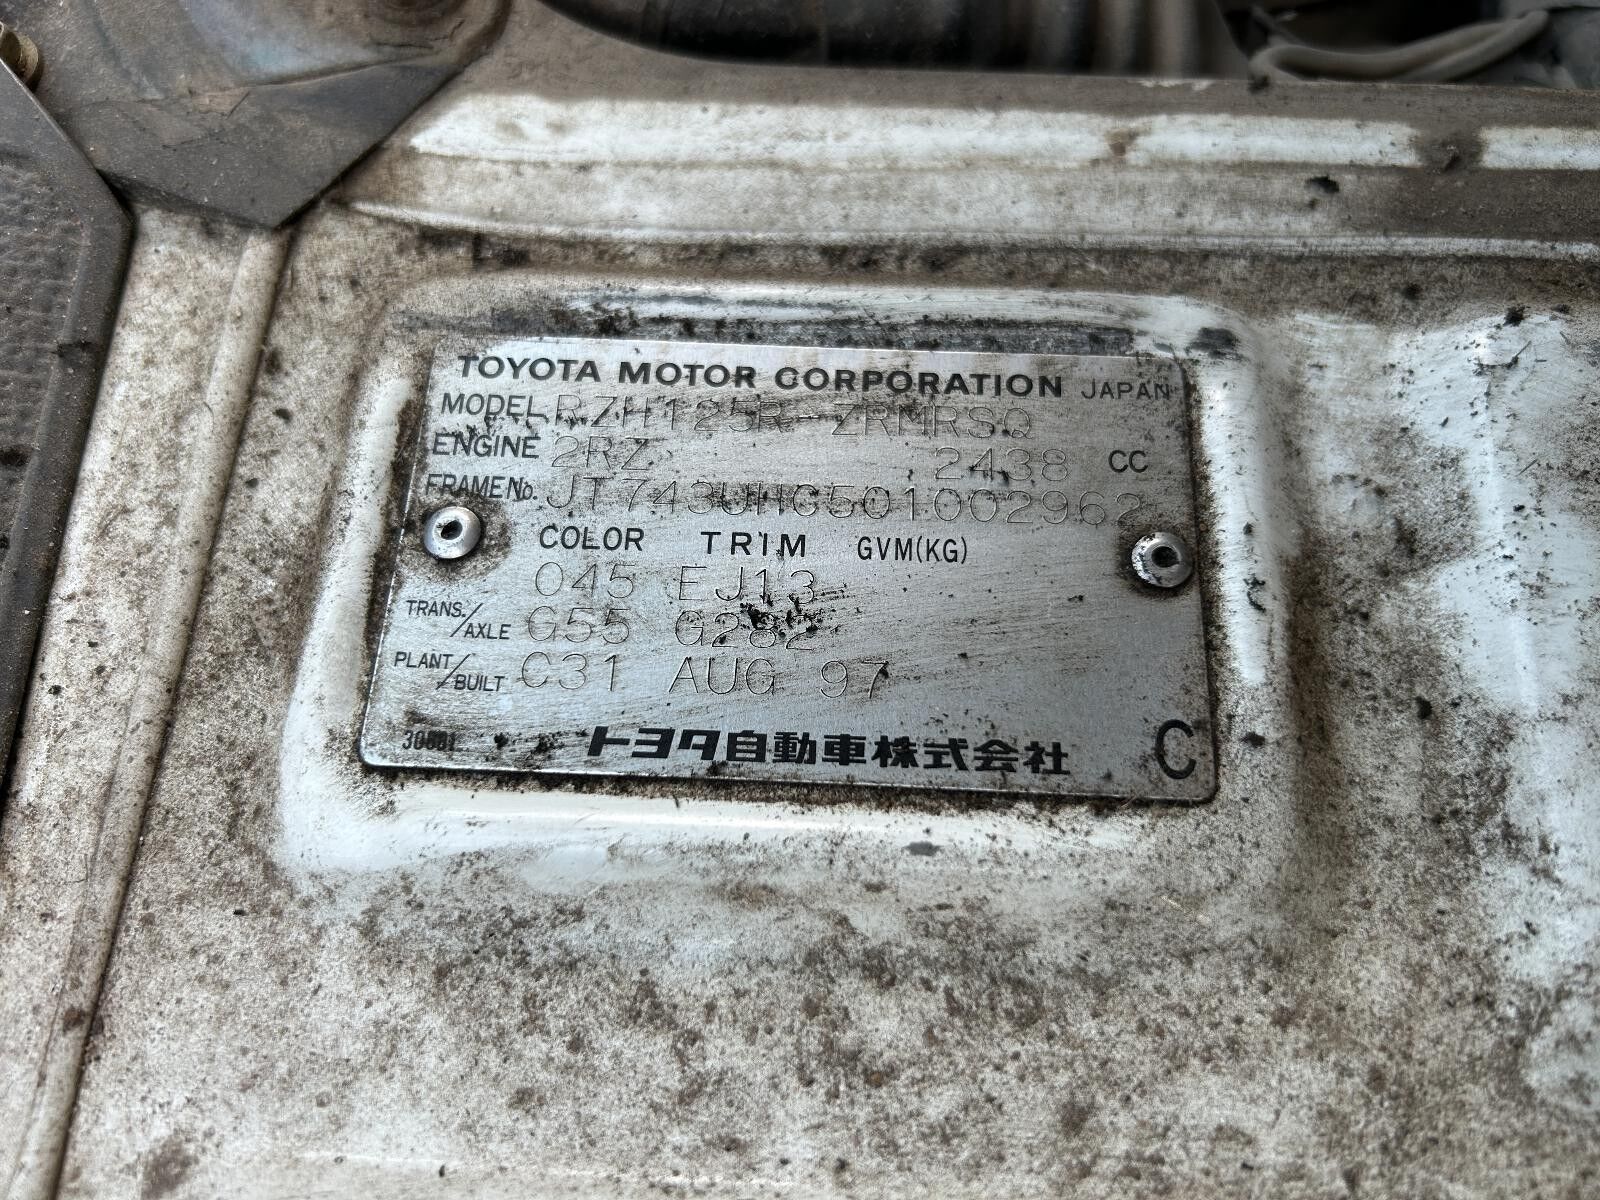 TOYOTA MOTOR CORPORATION JAPAN
MODEL RZH125R-ZRMRSQ
ENGINE 2RZ 2438 CC
FRAME No. JT743UHC501002962
COLOR TRIM GVM(KG)
045 EJ13
TRANS./AXLE G55 G282
PLANT/BUILT C31 AUG 97
トヨタ自動車株式会社 C